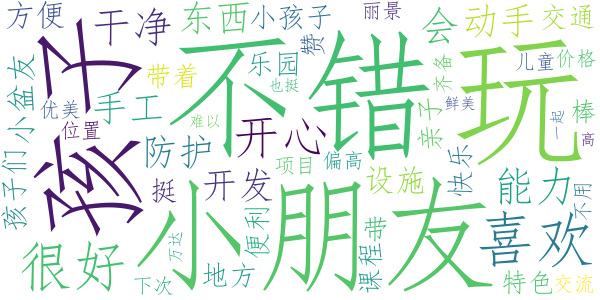 方便
孩子
干净
东西
小孩子
丽景
赞
会
动手
交通
带着
乐园
也挺
不错
玩
亲子
齐备
儿童
价格
优美
手工
小盆友
位置
难以
鲜美
一起
棒
高
孩子们
防护
开心
项目
偏高
设施
快乐
能力
不用
挺
开发
小朋友
便利
课程
带
喜欢
很好
万达
下次
地方
特色
交流